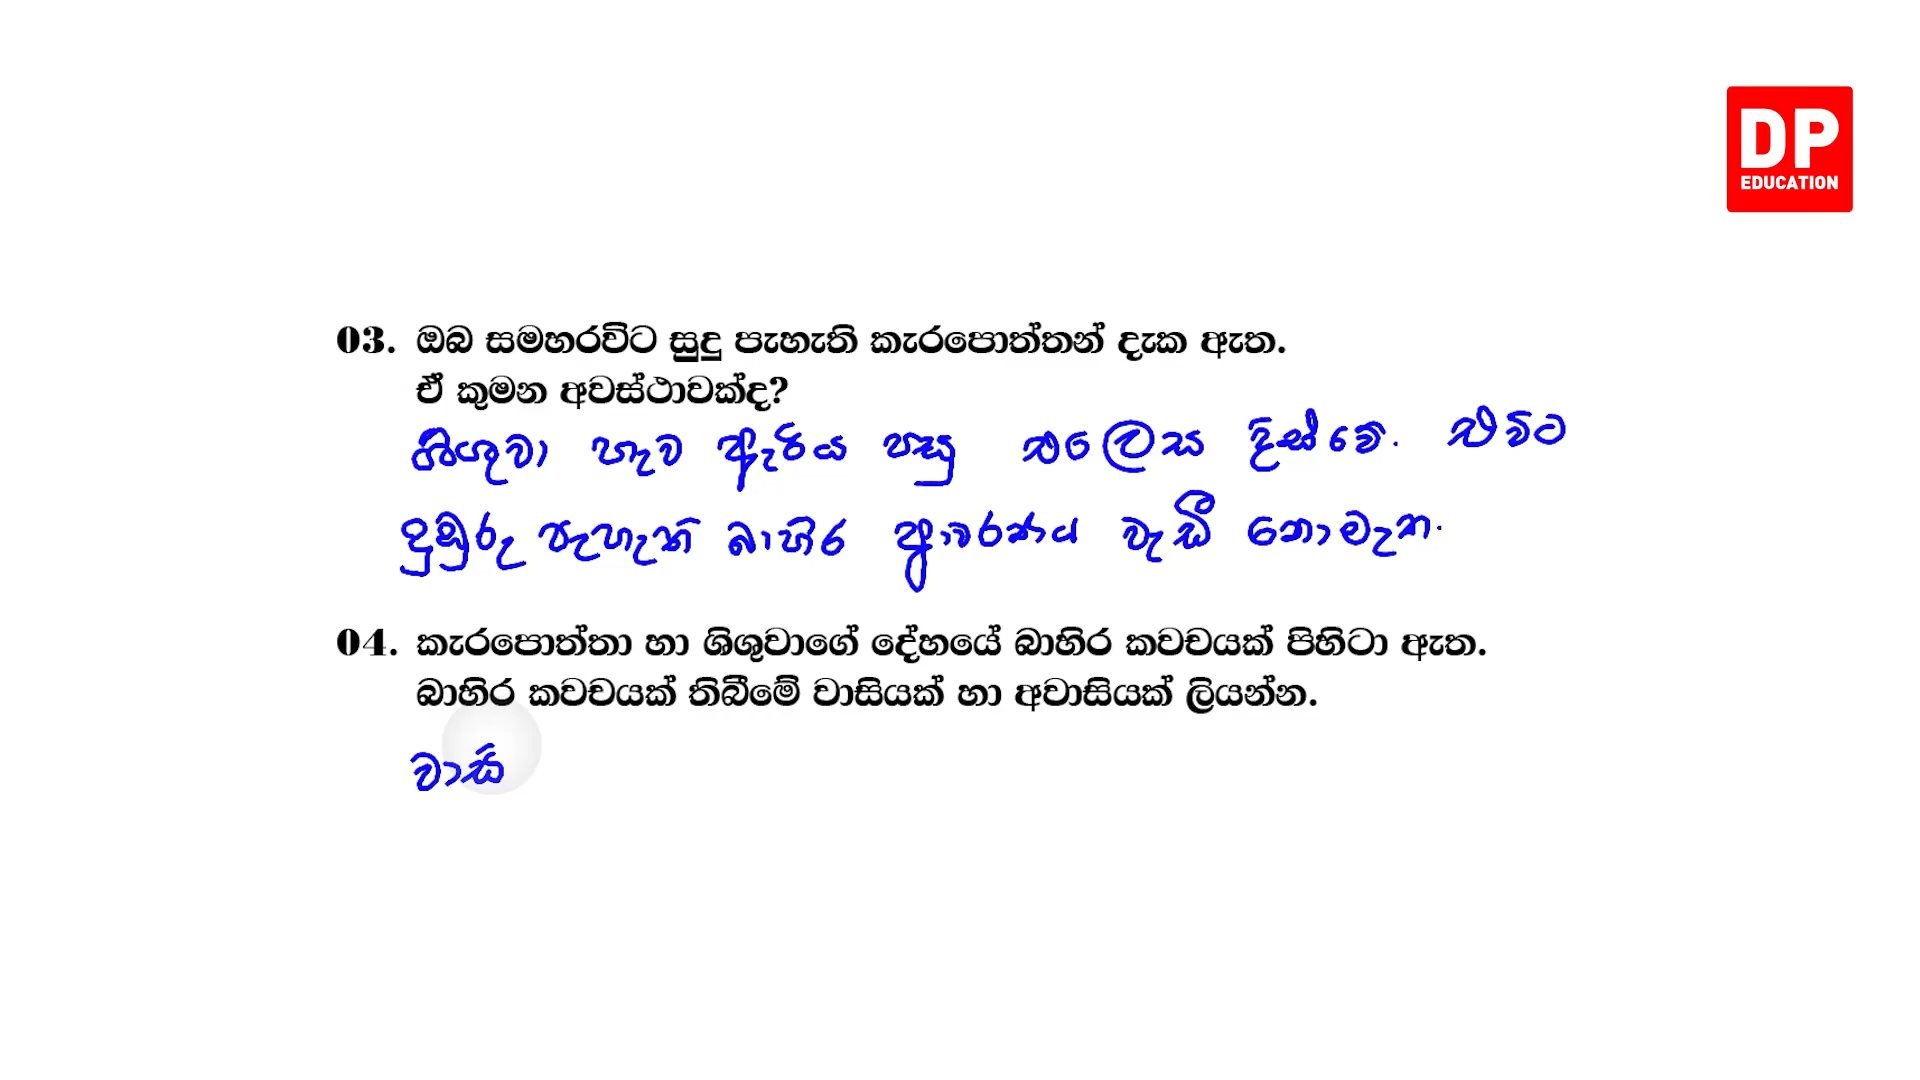 DP
EDUCATION
03. ඔබ සමහරවිට සුදු පැහැති කැරපොත්තන් දැක ඇත.
ඒ කුමන අවස්ථාවක්ද?
ශිශුවා හැව ඇරිය පසු එලෙස දිස්වේ. එවිට
දුඹුරු පැහැති බාහිර ආවරණය වැඩී නොමැත.
04. කැරපොත්තා හා ශිශුවාගේ දේහයේ බාහිර කවචයක් පිහිටා ඇත.
බාහිර කවචයක් තිබීමේ වාසියක් හා අවාසියක් ලියන්න.
වාසි